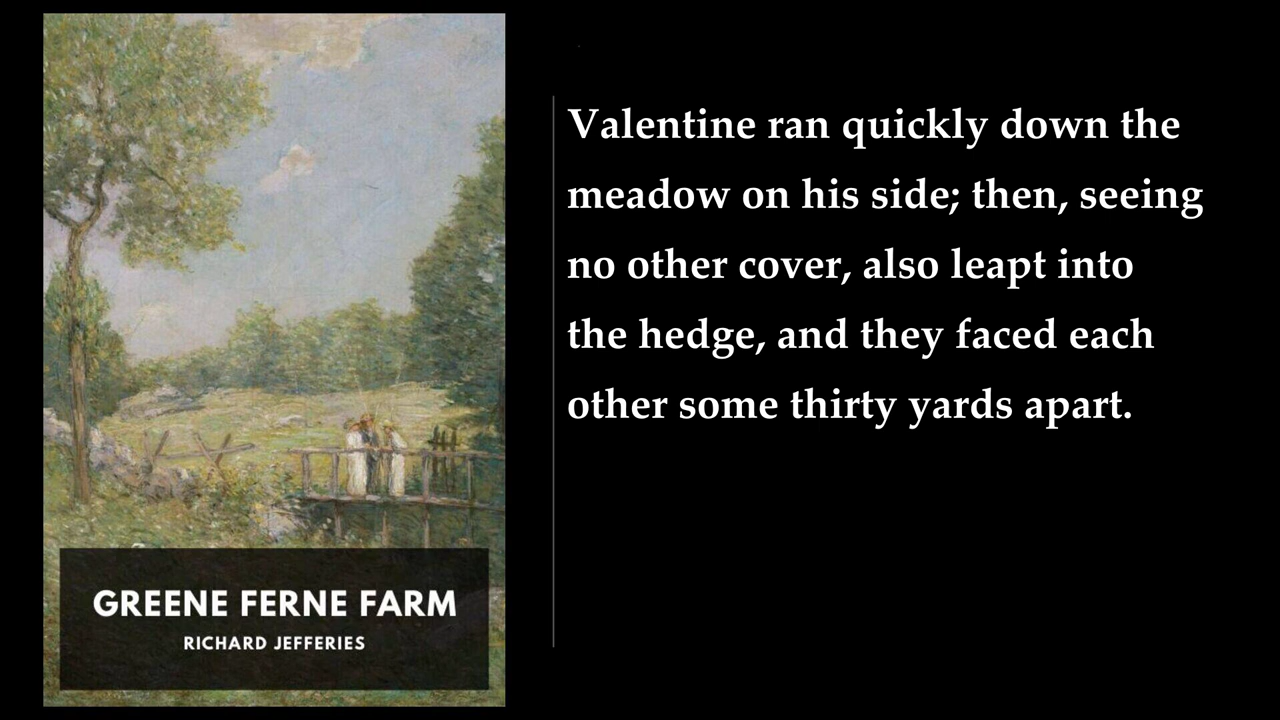 GREENE FERNE FARM
RICHARD JEFFERIES
Valentine ran quickly down the
meadow on his side; then, seeing
no other cover, also leapt into
the hedge, and they faced each
other some thirty yards apart.